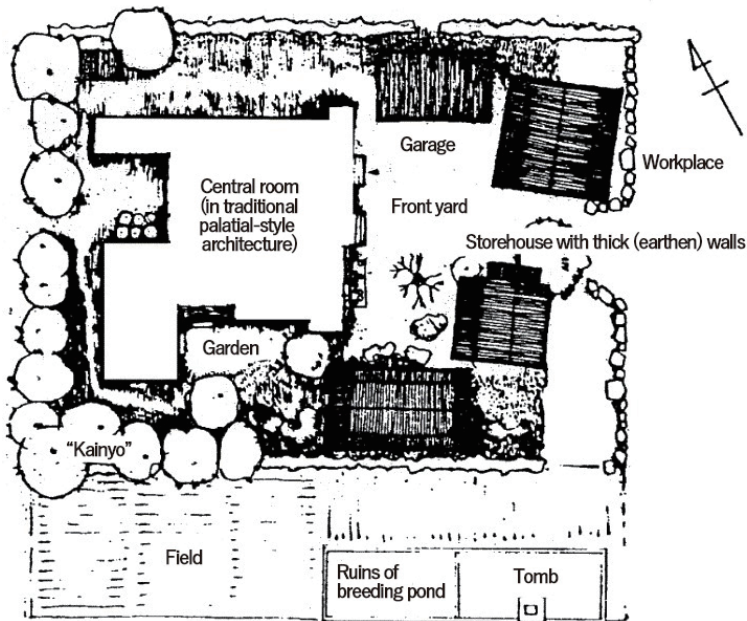 Garage
Workplace
Central room
(in traditional
palatial-style
architecture)
Front yard
Storehouse with thick (earthen) walls
Garden
“Kainyo”
Field
Ruins of
breeding pond
Tomb